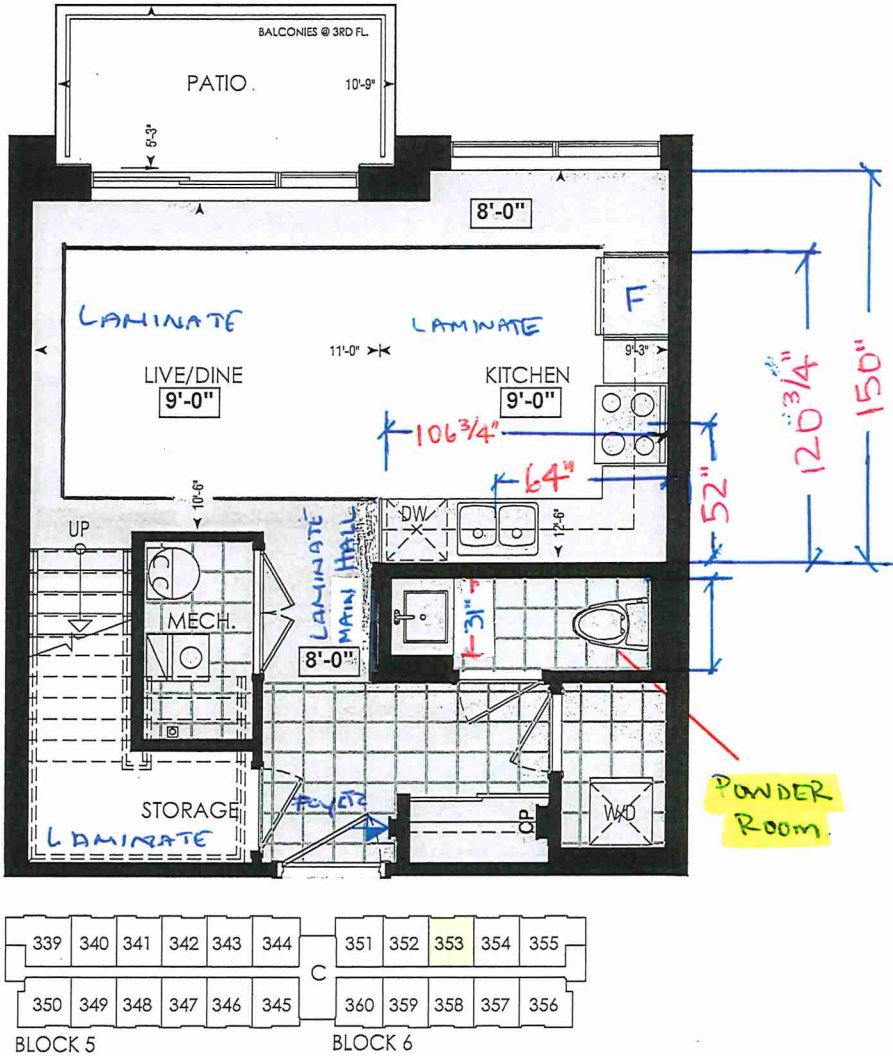 BALCONIES @ 3RD FL.
PATIO
10'-9"
5'-3"
8'-0"
LAMINATE
LAMINATE
F
11'-0"
9'-3"
LIVE/DINE
9'-0"
KITCHEN
9'-0"
106 3/4"
120 3/4"
150"
64"
52"
10'-6"
DW
12'-6"
UP
LAMINATE
MAIN HALL
31"
MECH.
8'-0"
POWDER
ROOM.
STORAGE
FOYER
CP
W/D
LAMINATE
339 340 341 342 343 344 351 352 353 354 355
C
350 349 348 347 346 345 360 359 358 357 356
BLOCK 5 BLOCK 6